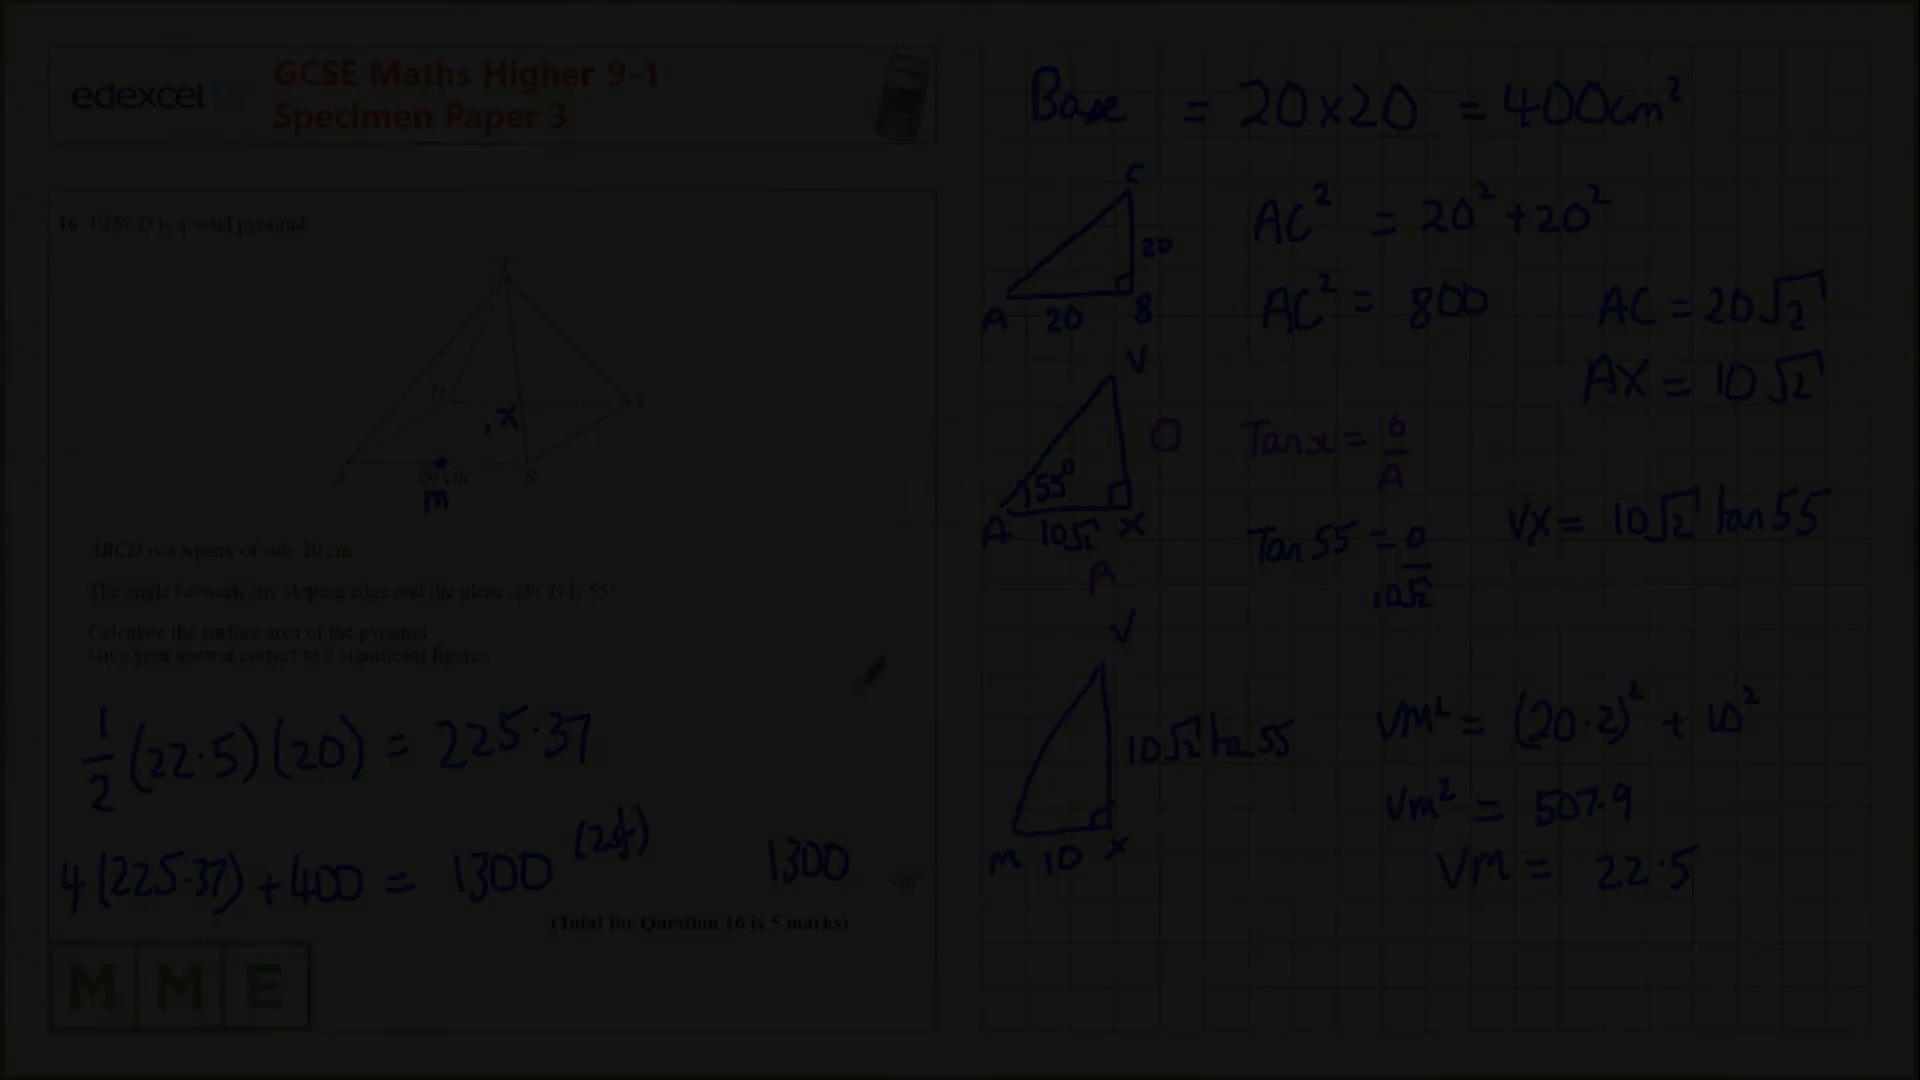 edexcel
GCSE Maths Higher 9-1
Specimen Paper 3
16 VABCD is a solid pyramid.
V
D
C
.x
A
20 cm
B
m
ABCD is a square of side 20 cm
The angle between any sloping edge and the plane ABCD is 55°
Calculate the surface area of the pyramid
Give your answer correct to 2 significant figures
1/2 (22.5)(20) = 225.37
4(225.37) + 400 = 1300 (2sf)
1300 cm²
(Total for Question 16 is 5 marks)
MME
Base = 20×20 = 400cm²
C
20
A 20 B
AC² = 20² + 20²
AC² = 800
AC = 20√2
AX = 10√2
V
O
55°
A 10√2 X
A
Tan x = O/A
Tan 55 = O/10√2
VX = 10√2 tan 55
V
10√2 tan 55
M 10 X
VM² = (20.2)² + 10²
VM² = 507.9
VM = 22.5